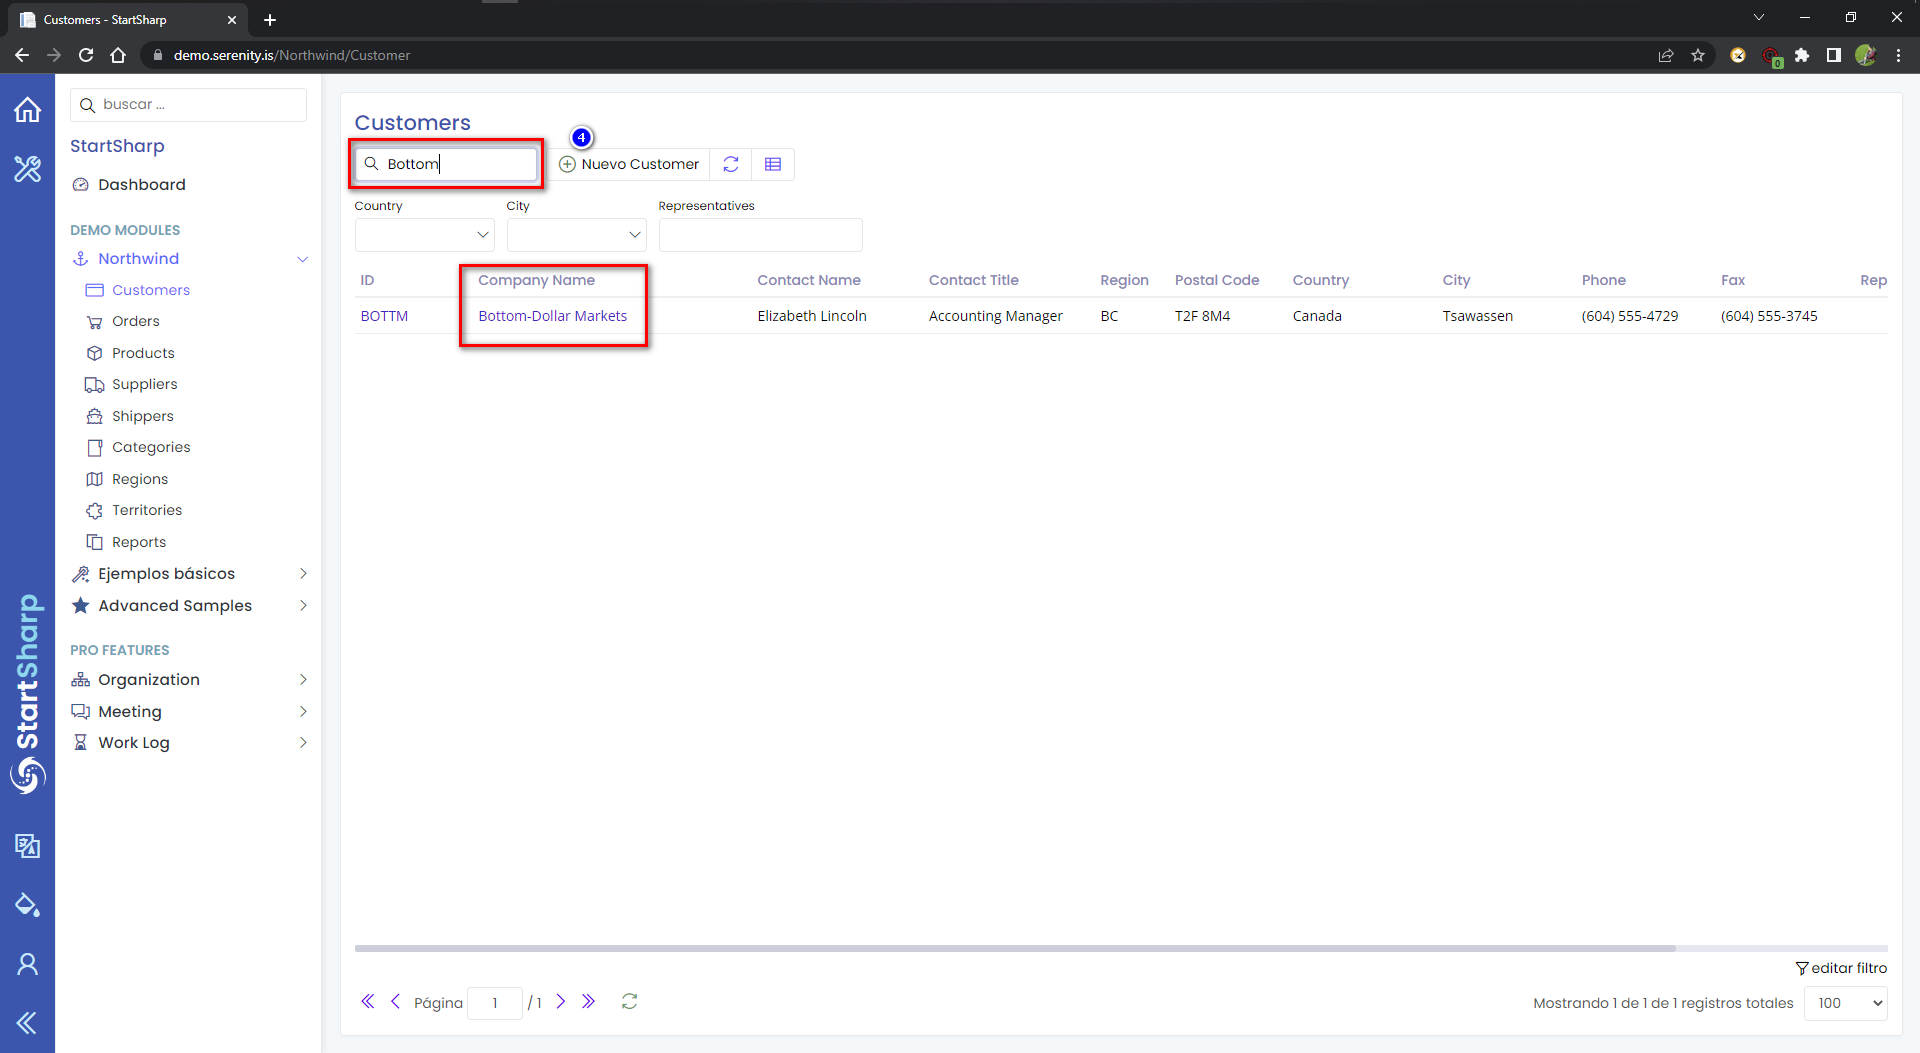 Customers - StartSharp
demo.serenity.is/Northwind/Customer
0
buscar ...
StartSharp
Dashboard
DEMO MODULES
Northwind
Customers
Orders
Products
Suppliers
Shippers
Categories
Regions
Territories
Reports
Ejemplos básicos
Advanced Samples
PRO FEATURES
Organization
Meeting
Work Log
StartSharp
Customers
4
Bottom
Nuevo Customer
Country City Representatives
ID Company Name Contact Name Contact Title Region Postal Code Country City Phone Fax Rep
BOTTM Bottom-Dollar Markets Elizabeth Lincoln Accounting Manager BC T2F 8M4 Canada Tsawassen (604) 555-4729 (604) 555-3745
editar filtro
Página 1 / 1
Mostrando 1 de 1 de 1 registros totales 100